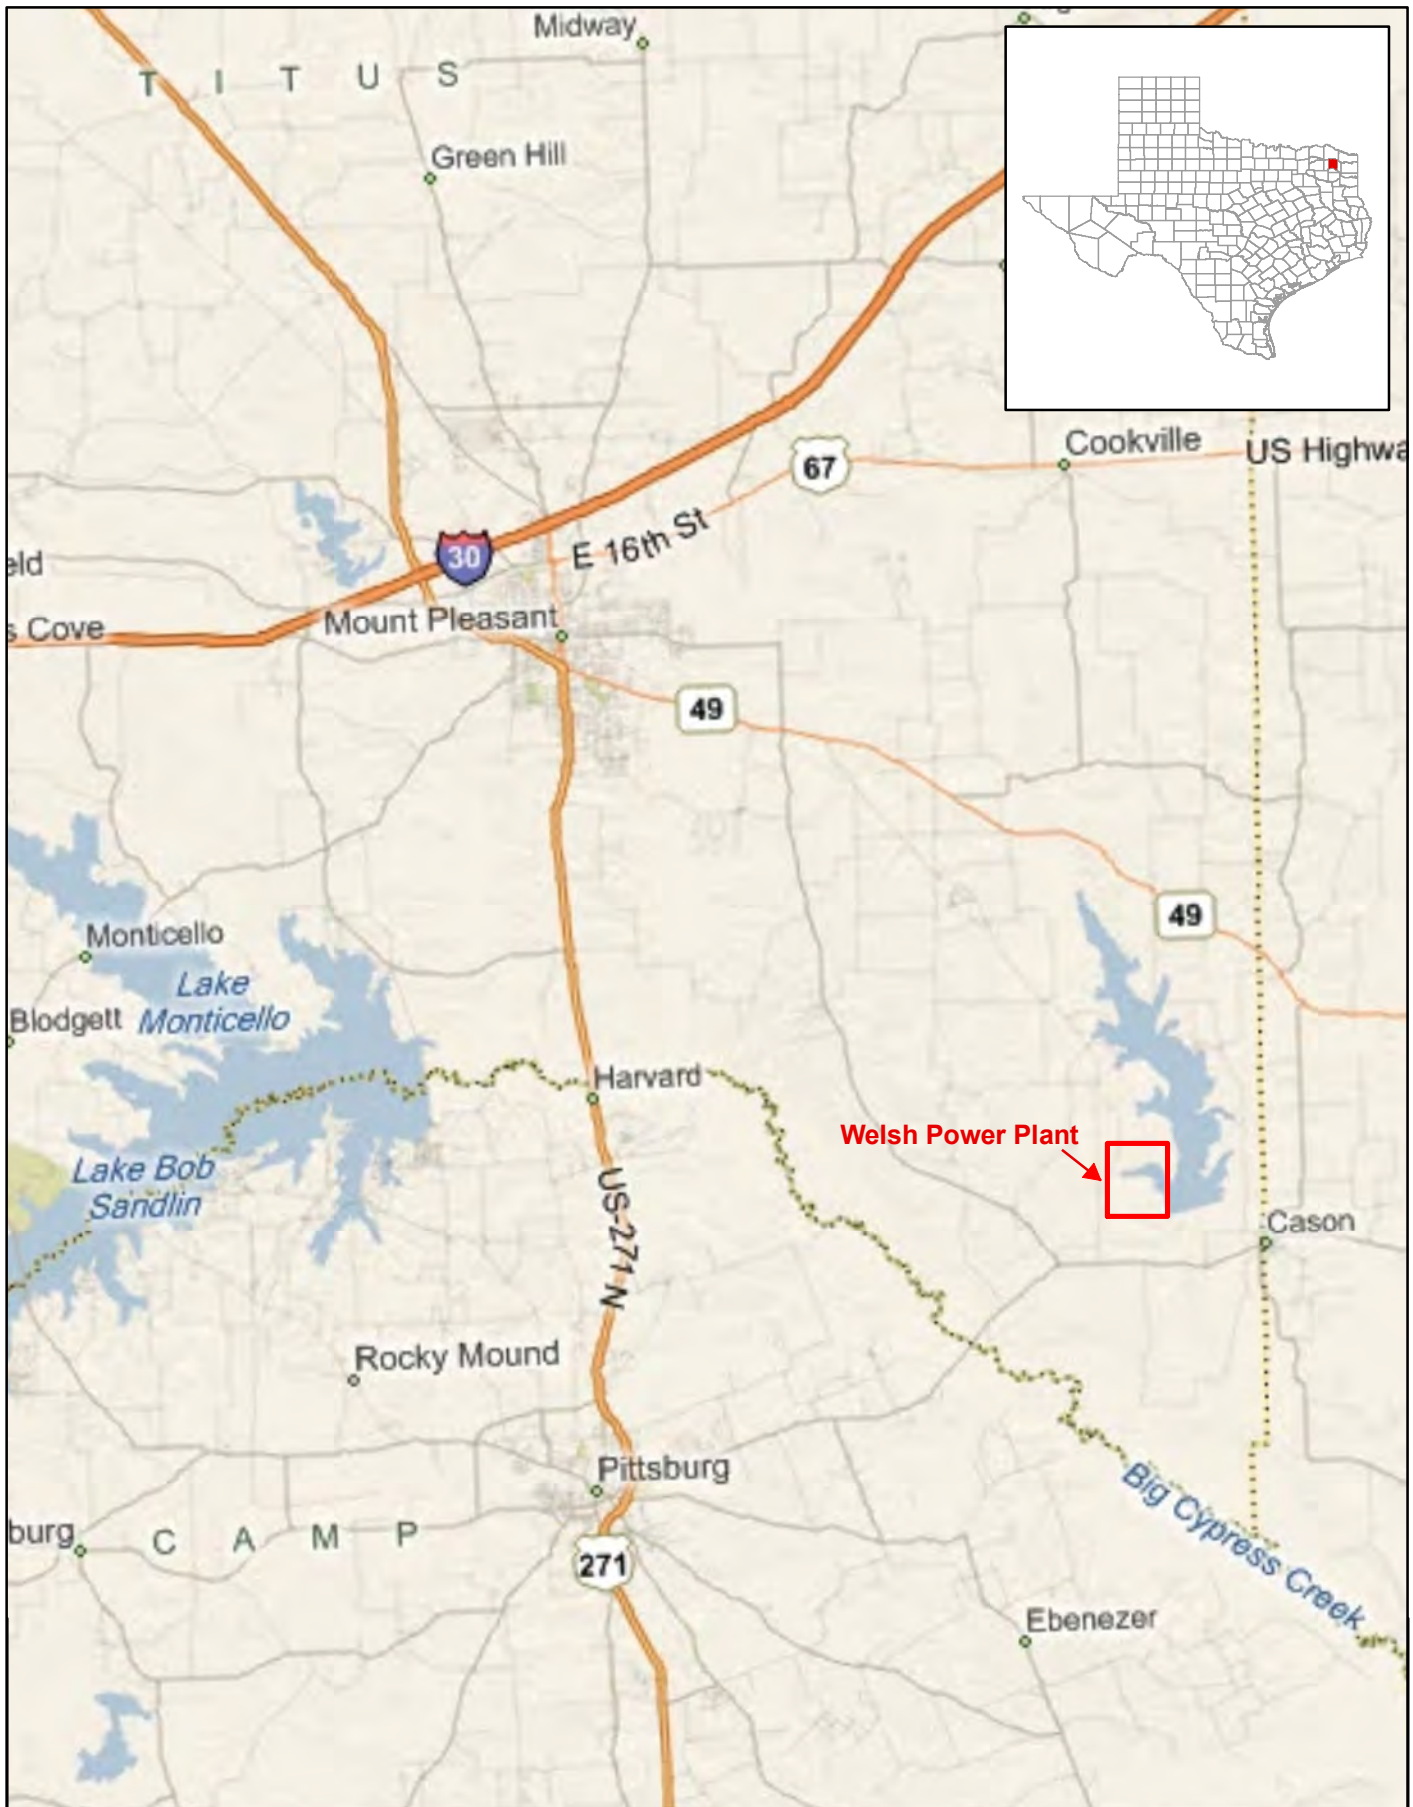 Midway
TITUS
Green Hill
Cookville
US Highwa
67
E 16th St
30
eld
s Cove
Mount Pleasant
49
49
Monticello
Lake
Monticello
Blodgett
Harvard
Welsh Power Plant
Lake Bob
Sandlin
US-271 N
Cason
Rocky Mound
Pittsburg
Big Cypress Creek
burg
CAMP
271
Ebenezer